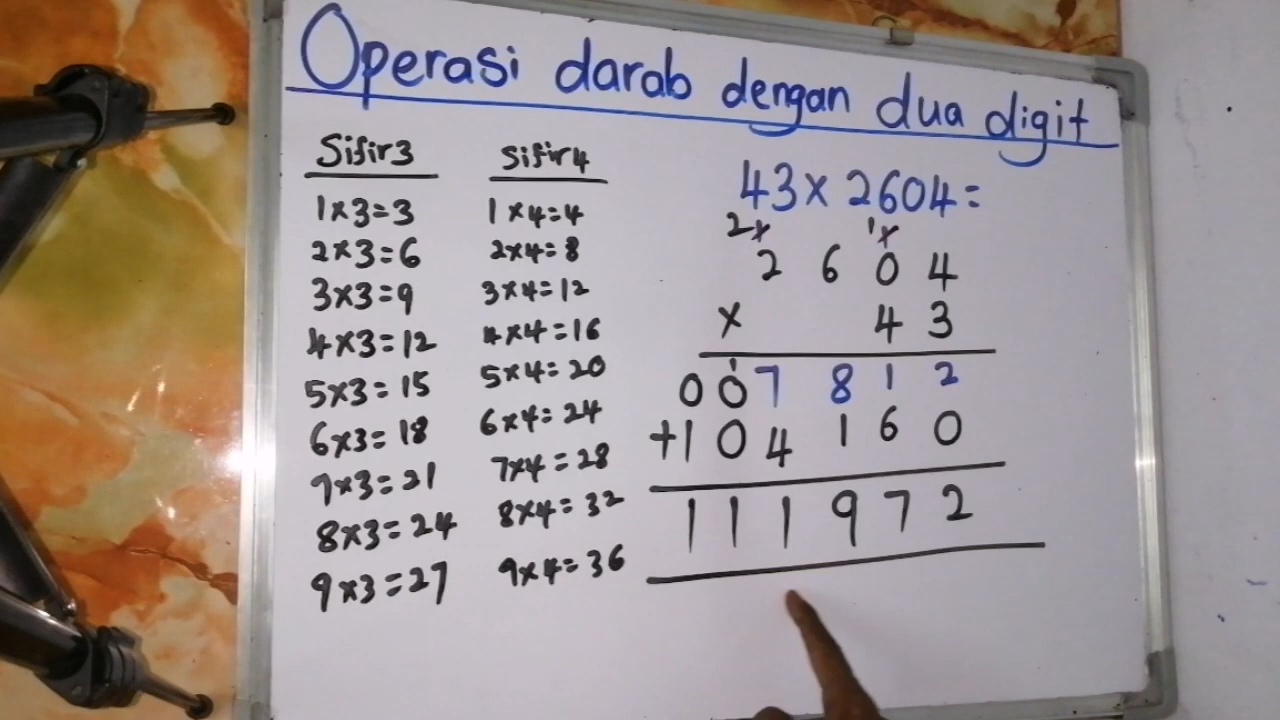 Operasi darab dengan dua digit
Sifir3
1x3=3
2x3=6
3x3=9
4x3=12
5x3=15
6x3=18
7x3=21
8x3=24
9x3=27
Sifir4
1x4=4
2x4=8
3x4=12
4x4=16
5x4=20
6x4=24
7x4=28
8x4=32
9x4=36
43x2604=
2 1
2 6 0 4
x 4 3
1
0 0 7 8 1 2
+1 0 4 1 6 0
1 1 1 9 7 2